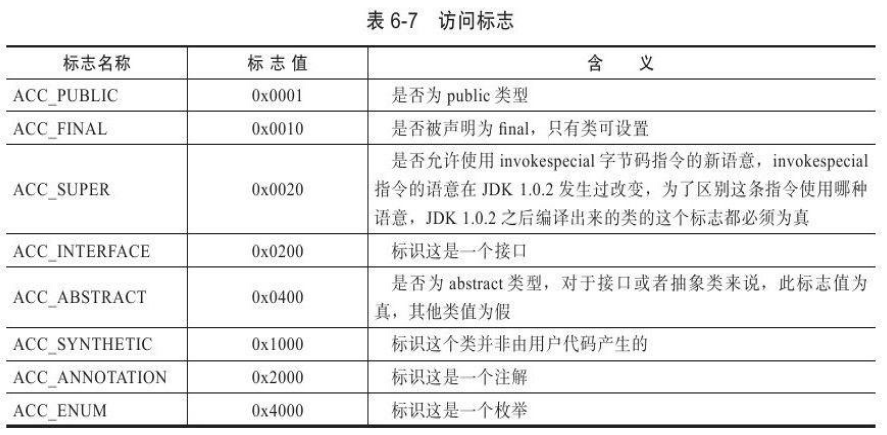 表 6-7 访问标志
标志名称 标 志 值 含 义
ACC_PUBLIC 0x0001 是否为 public 类型
ACC_FINAL 0x0010 是否被声明为 final，只有类可设置
ACC_SUPER 0x0020 是否允许使用 invokespecial 字节码指令的新语意，invokespecial
指令的语意在 JDK 1.0.2 发生过改变，为了区别这条指令使用哪种
语意，JDK 1.0.2 之后编译出来的类的这个标志都必须为真
ACC_INTERFACE 0x0200 标识这是一个接口
ACC_ABSTRACT 0x0400 是否为 abstract 类型，对于接口或者抽象类来说，此标志值为
真，其他类值为假
ACC_SYNTHETIC 0x1000 标识这个类并非由用户代码产生的
ACC_ANNOTATION 0x2000 标识这是一个注解
ACC_ENUM 0x4000 标识这是一个枚举